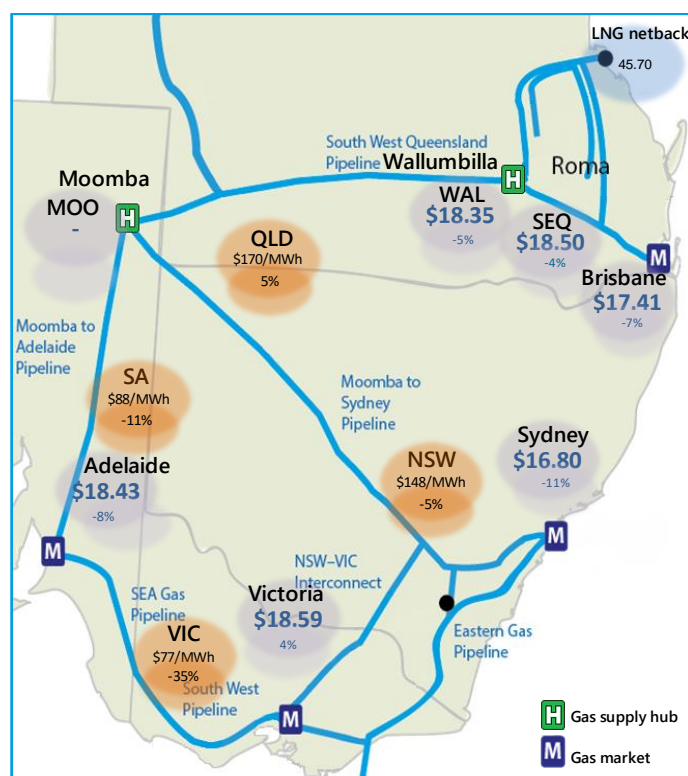 LNG netback
45.70
South West Queensland
Pipeline
Wallumbilla
H
Roma
Moomba
MOO
H
-
WAL
$18.35
-5%
SEQ
$18.50
-4%
QLD
$170/MWh
5%
M
Brisbane
$17.41
-7%
Moomba to
Adelaide
Pipeline
SA
$88/MWh
-11%
Moomba to
Sydney
Pipeline
Adelaide
$18.43
-8%
NSW
$148/MWh
-5%
Sydney
$16.80
-11%
M
M
NSW–VIC
Interconnect
SEA Gas
Pipeline
Victoria
$18.59
4%
VIC
$77/MWh
-35%
Eastern Gas
Pipeline
South West
Pipeline
M
H Gas supply hub
M Gas market